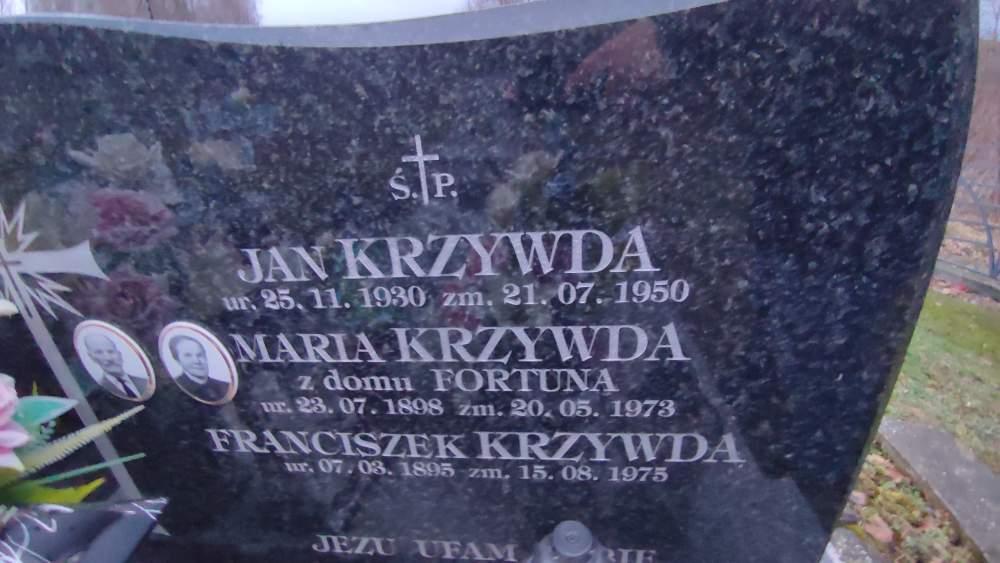 Ś.P.
JAN KRZYWDA
ur. 25. 11. 1930 zm. 21. 07. 1950
MARIA KRZYWDA
z domu FORTUNA
ur. 23. 07. 1898 zm. 20. 05. 1973
FRANCISZEK KRZYWDA
ur. 07. 03. 1895 zm. 15. 08. 1975
JEZU UFAM